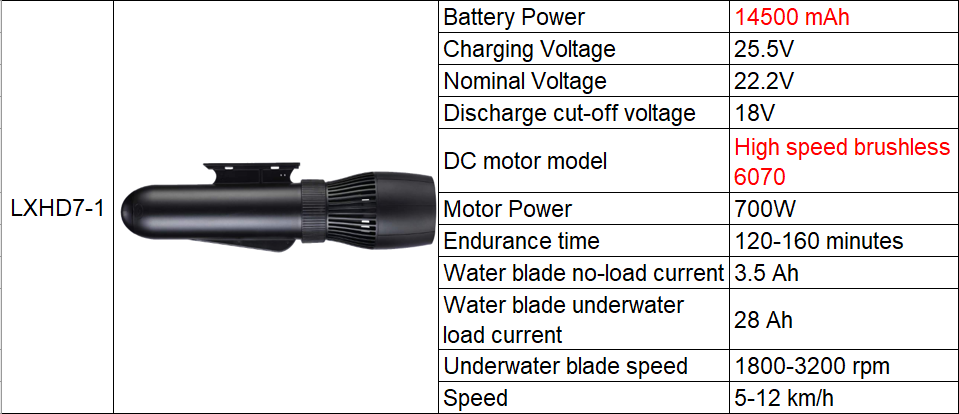 LXHD7-1
Battery Power 14500 mAh
Charging Voltage 25.5V
Nominal Voltage 22.2V
Discharge cut-off voltage 18V
DC motor model High speed brushless
6070
Motor Power 700W
Endurance time 120-160 minutes
Water blade no-load current 3.5 Ah
Water blade underwater
load current 28 Ah
Underwater blade speed 1800-3200 rpm
Speed 5-12 km/h